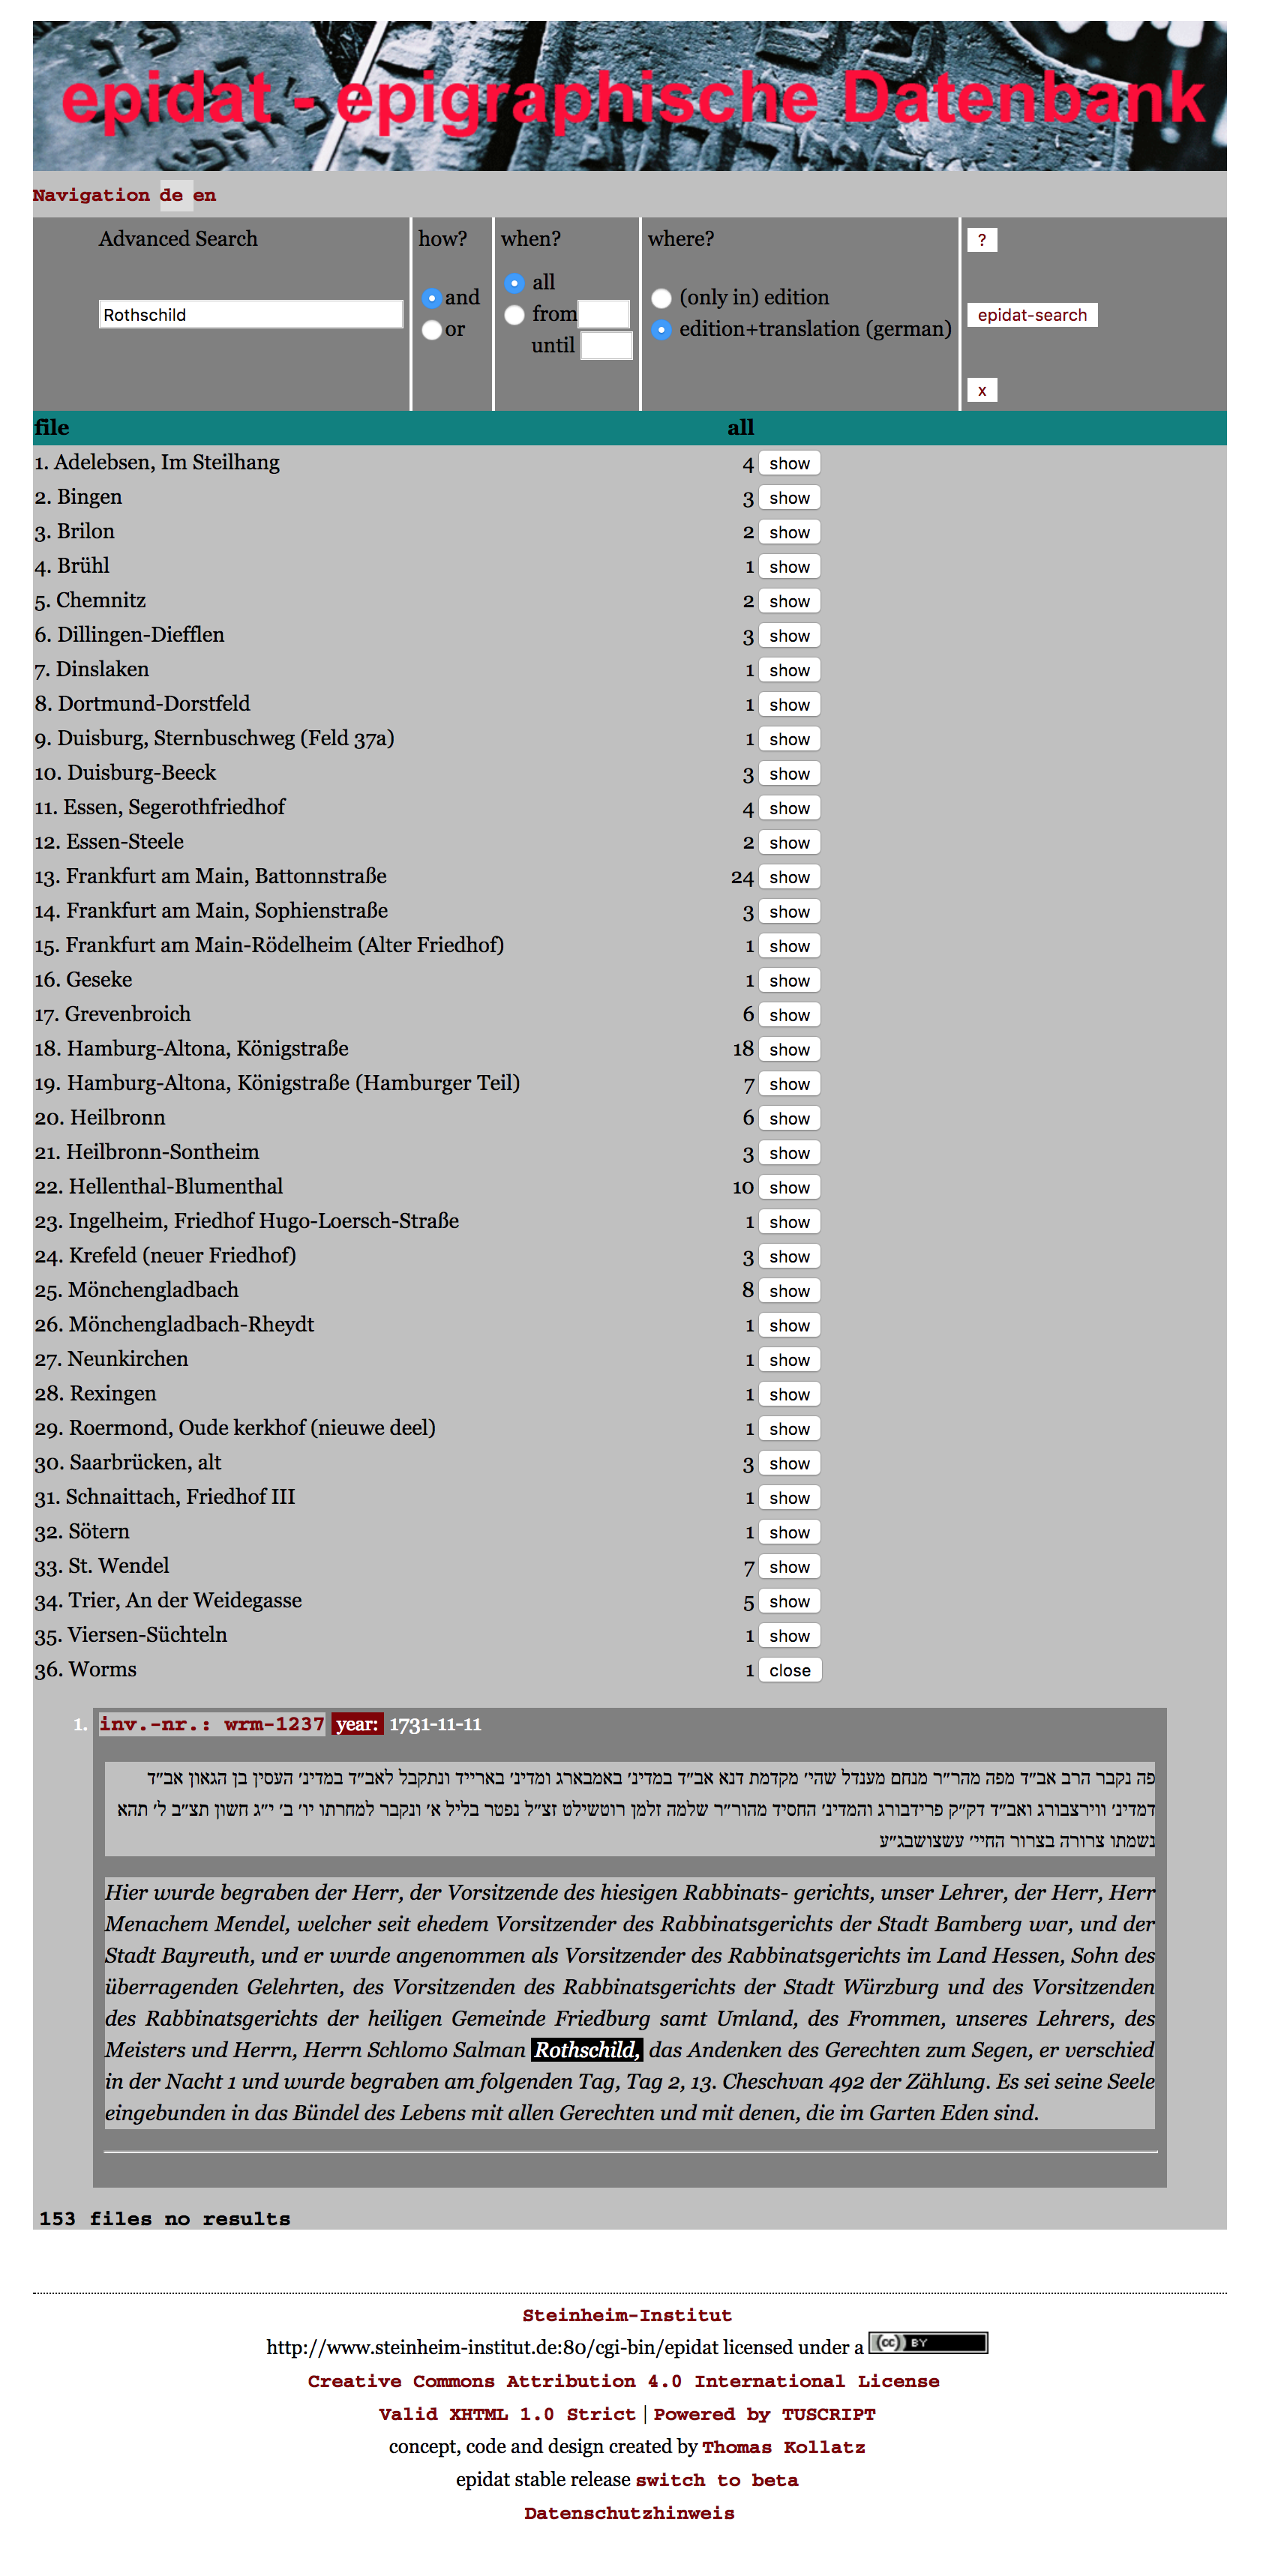 epidat - epigraphische Datenbank
Navigation de en
Advanced Search how? when? where? ?
Rothschild and or all from until (only in) edition edition+translation (german) epidat-search
x
file all
1. Adelebsen, Im Steilhang 4 show
2. Bingen 3 show
3. Brilon 2 show
4. Brühl 1 show
5. Chemnitz 2 show
6. Dillingen-Diefflen 3 show
7. Dinslaken 1 show
8. Dortmund-Dorstfeld 1 show
9. Duisburg, Sternbuschweg (Feld 37a) 1 show
10. Duisburg-Beeck 3 show
11. Essen, Segerothfriedhof 4 show
12. Essen-Steele 2 show
13. Frankfurt am Main, Battonnstraße 24 show
14. Frankfurt am Main, Sophienstraße 3 show
15. Frankfurt am Main-Rödelheim (Alter Friedhof) 1 show
16. Geseke 1 show
17. Grevenbroich 6 show
18. Hamburg-Altona, Königstraße 18 show
19. Hamburg-Altona, Königstraße (Hamburger Teil) 7 show
20. Heilbronn 6 show
21. Heilbronn-Sontheim 3 show
22. Hellenthal-Blumenthal 10 show
23. Ingelheim, Friedhof Hugo-Loersch-Straße 1 show
24. Krefeld (neuer Friedhof) 3 show
25. Mönchengladbach 8 show
26. Mönchengladbach-Rheydt 1 show
27. Neunkirchen 1 show
28. Rexingen 1 show
29. Roermond, Oude kerkhof (nieuwe deel) 1 show
30. Saarbrücken, alt 3 show
31. Schnaittach, Friedhof III 1 show
32. Sötern 1 show
33. St. Wendel 7 show
34. Trier, An der Weidegasse 5 show
35. Viersen-Süchteln 1 show
36. Worms 1 close
1. inv.-nr.: wrm-1237 year: 1731-11-11
פה נקבר הרב אב״ד מפה מהר״ר מנחם מענדל שהי׳ מקדמת דנא אב״ד במדינ׳ באמבארג ומדינ׳ בארייד ונתקבל לאב״ד במדינ׳ העסין בן הגאון אב״ד
דמדינ׳ ווירצבורג ואב״ד דק״ק פרידבורג והמדינ׳ החסיד מהור״ר שלמה זלמן רוטשילט זצ״ל נפטר בליל א׳ ונקבר למחרתו יו׳ ב׳ י״ג חשון תצ״ב ל׳ תהא
נשמתו צרורה בצרור החיי׳ עשצושבג״ע
Hier wurde begraben der Herr, der Vorsitzende des hiesigen Rabbinats- gerichts, unser Lehrer, der Herr, Herr
Menachem Mendel, welcher seit ehedem Vorsitzender des Rabbinatsgerichts der Stadt Bamberg war, und der
Stadt Bayreuth, und er wurde angenommen als Vorsitzender des Rabbinatsgerichts im Land Hessen, Sohn des
überragenden Gelehrten, des Vorsitzenden des Rabbinatsgerichts der Stadt Würzburg und des Vorsitzenden
des Rabbinatsgerichts der heiligen Gemeinde Friedburg samt Umland, des Frommen, unseres Lehrers, des
Meisters und Herrn, Herrn Schlomo Salman Rothschild, das Andenken des Gerechten zum Segen, er verschied
in der Nacht 1 und wurde begraben am folgenden Tag, Tag 2, 13. Cheschvan 492 der Zählung. Es sei seine Seele
eingebunden in das Bündel des Lebens mit allen Gerechten und mit denen, die im Garten Eden sind.
153 files no results
Steinheim-Institut
http://www.steinheim-institut.de:80/cgi-bin/epidat licensed under a (cc) BY
Creative Commons Attribution 4.0 International License
Valid XHTML 1.0 Strict | Powered by TUSCRIPT
concept, code and design created by Thomas Kollatz
epidat stable release switch to beta
Datenschutzhinweis